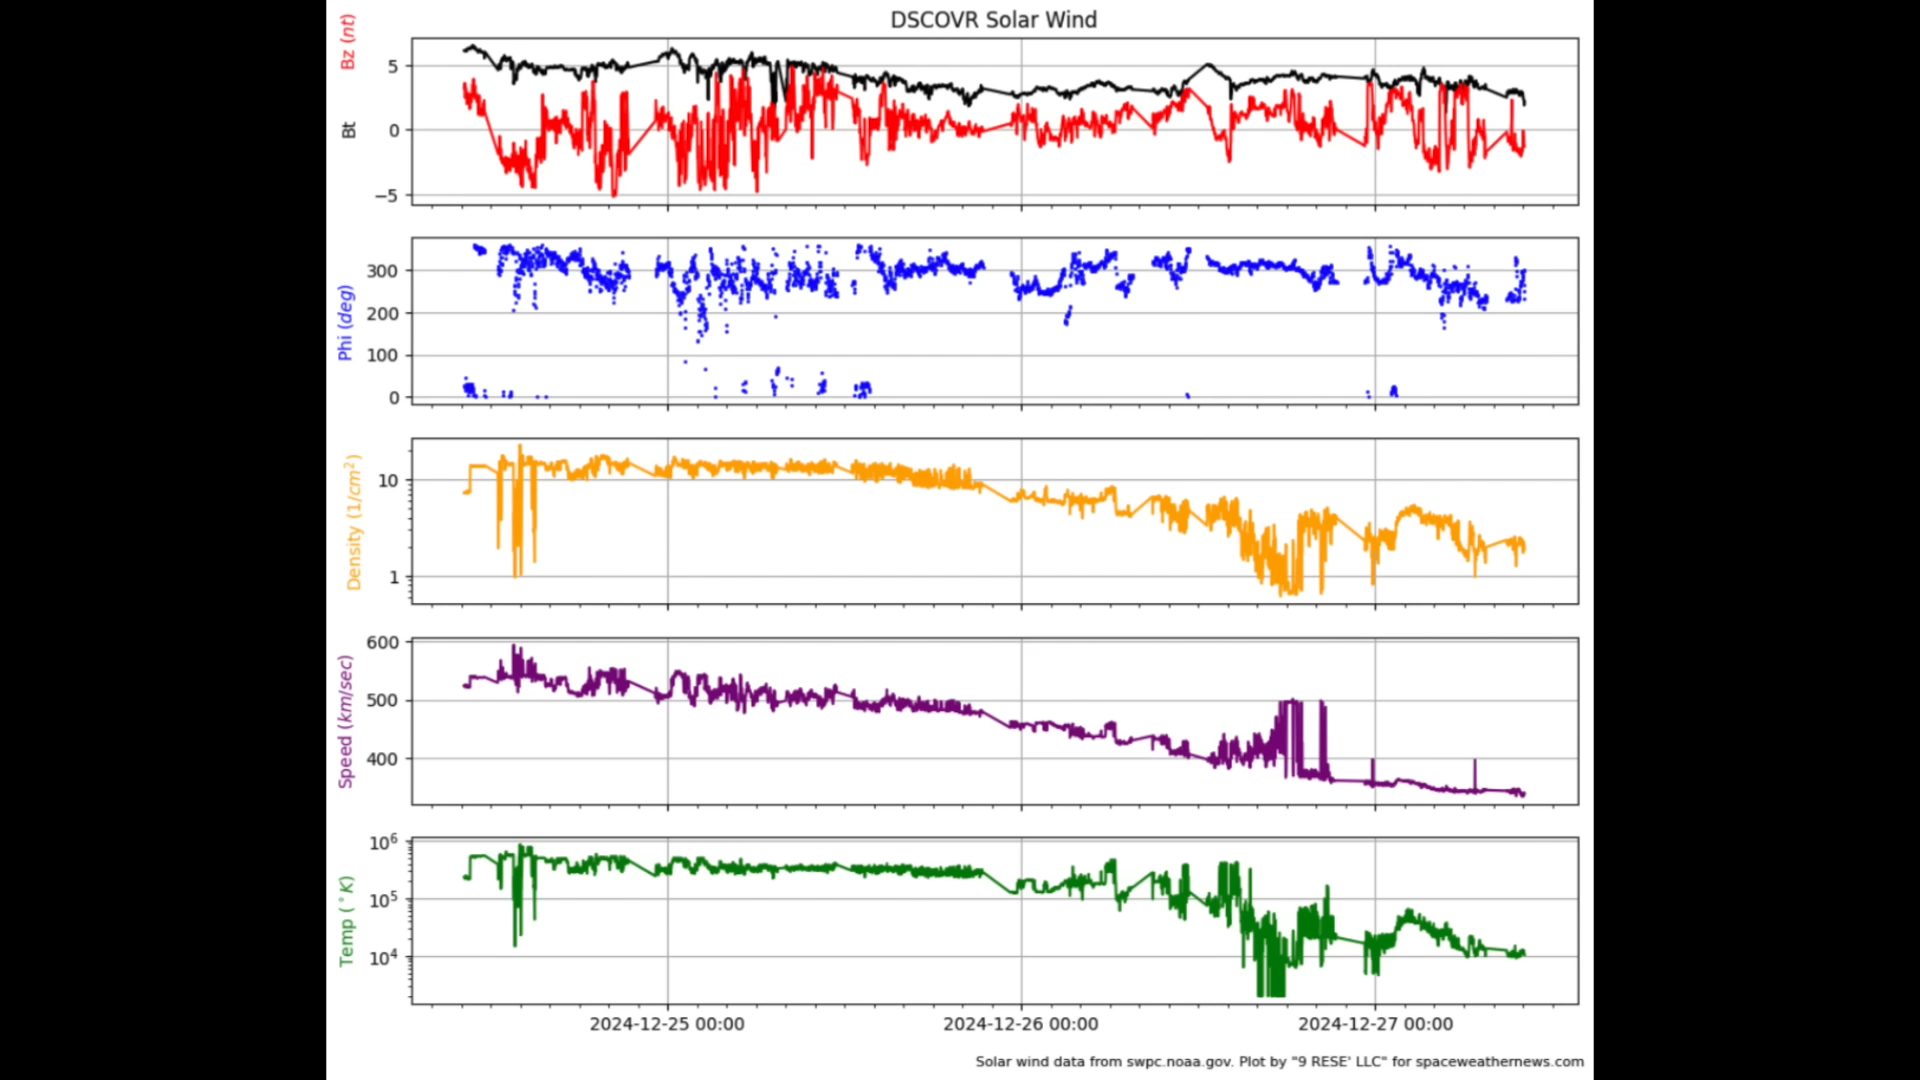 DSCOVR Solar Wind
Bt Bz (nt)
5
0
−5
Phi (deg)
300
200
100
0
Density (1/cm²)
10
1
Speed (km/sec)
600
500
400
Temp (°K)
10⁶
10⁵
10⁴
2024-12-25 00:00 2024-12-26 00:00 2024-12-27 00:00
Solar wind data from swpc.noaa.gov. Plot by "9 RESE' LLC" for spaceweathernews.com